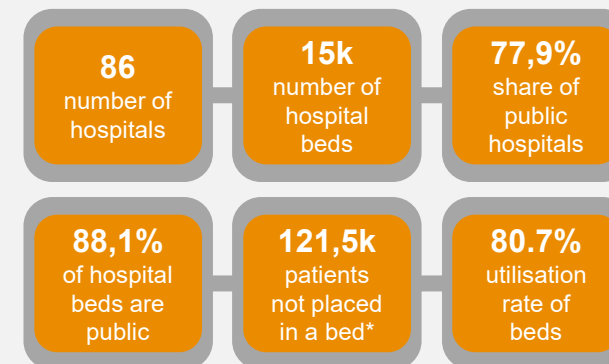 86
number of
hospitals
15k
number of
hospital
beds
77,9%
share of
public
hospitals
88,1%
of hospital
beds are
public
121,5k
patients
not placed
in a bed*
80.7%
utilisation
rate of
beds